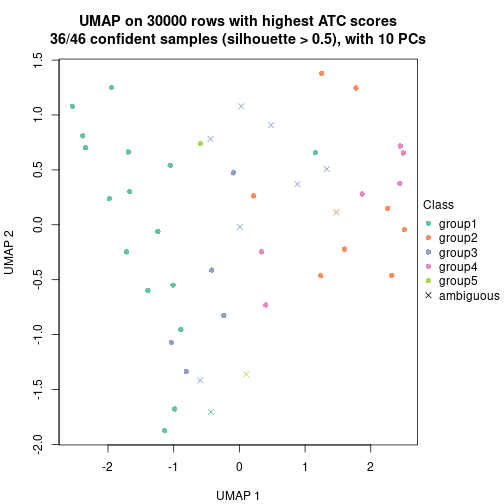 UMAP on 30000 rows with highest ATC scores
36/46 confident samples (silhouette > 0.5), with 10 PCs
1.5
1.0
0.5
0.0
-0.5
-1.0
-1.5
-2.0
UMAP 2
-2
-1
0
1
2
UMAP 1
Class
group1
group2
group3
group4
group5
ambiguous